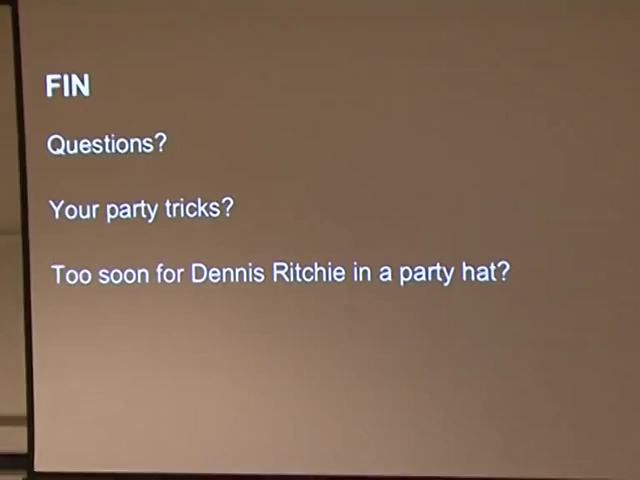 FIN
Questions?
Your party tricks?
Too soon for Dennis Ritchie in a party hat?